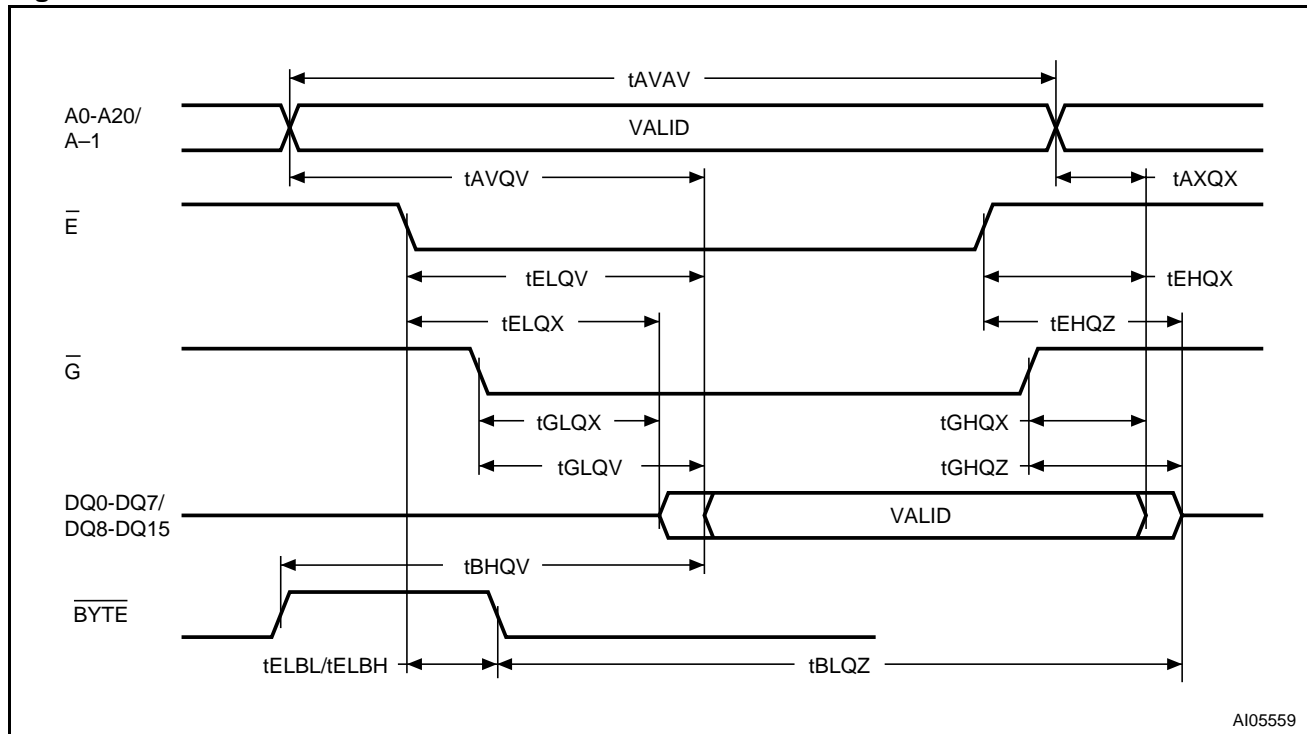 tAVAV
A0-A20/
A–1
VALID
tAVQV
tAXQX
E
tELQV
tEHQX
tELQX
tEHQZ
G
tGLQX
tGHQX
tGLQV
tGHQZ
DQ0-DQ7/
DQ8-DQ15
VALID
tBHQV
BYTE
tELBL/tELBH
tBLQZ
AI05559